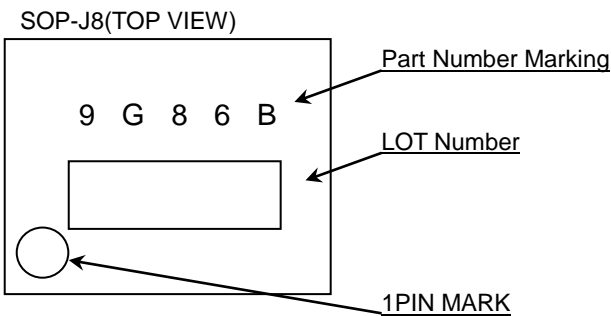 SOP-J8(TOP VIEW)
Part Number Marking
9 G 8 6 B
LOT Number
1PIN MARK